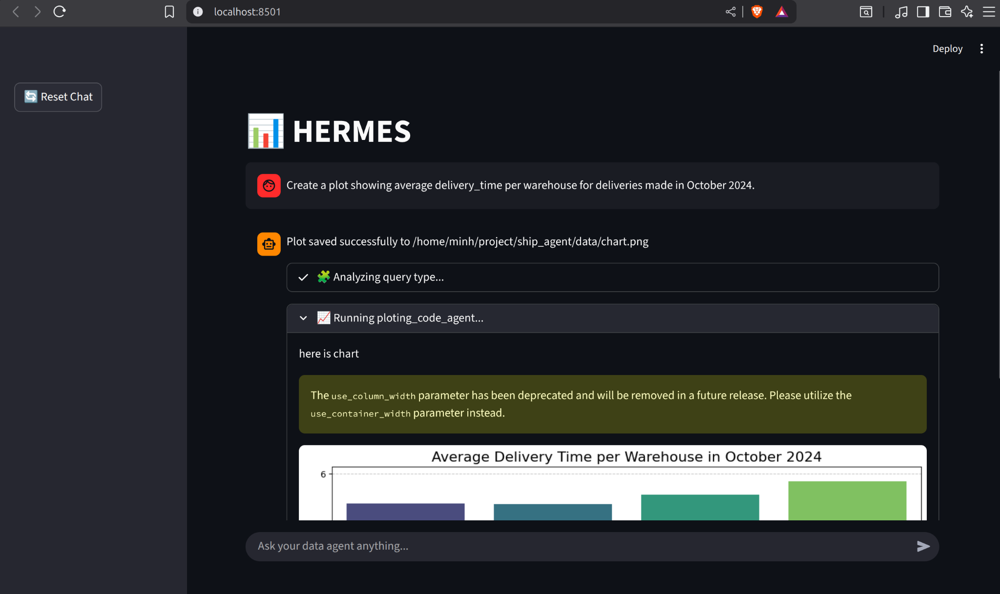 localhost:8501
Deploy
Reset Chat
HERMES
Create a plot showing average delivery_time per warehouse for deliveries made in October 2024.
Plot saved successfully to /home/minh/project/ship_agent/data/chart.png
Analyzing query type...
Running ploting_code_agent...
here is chart
The use_column_width parameter has been deprecated and will be removed in a future release. Please utilize the
use_container_width parameter instead.
Average Delivery Time per Warehouse in October 2024
6
Ask your data agent anything...